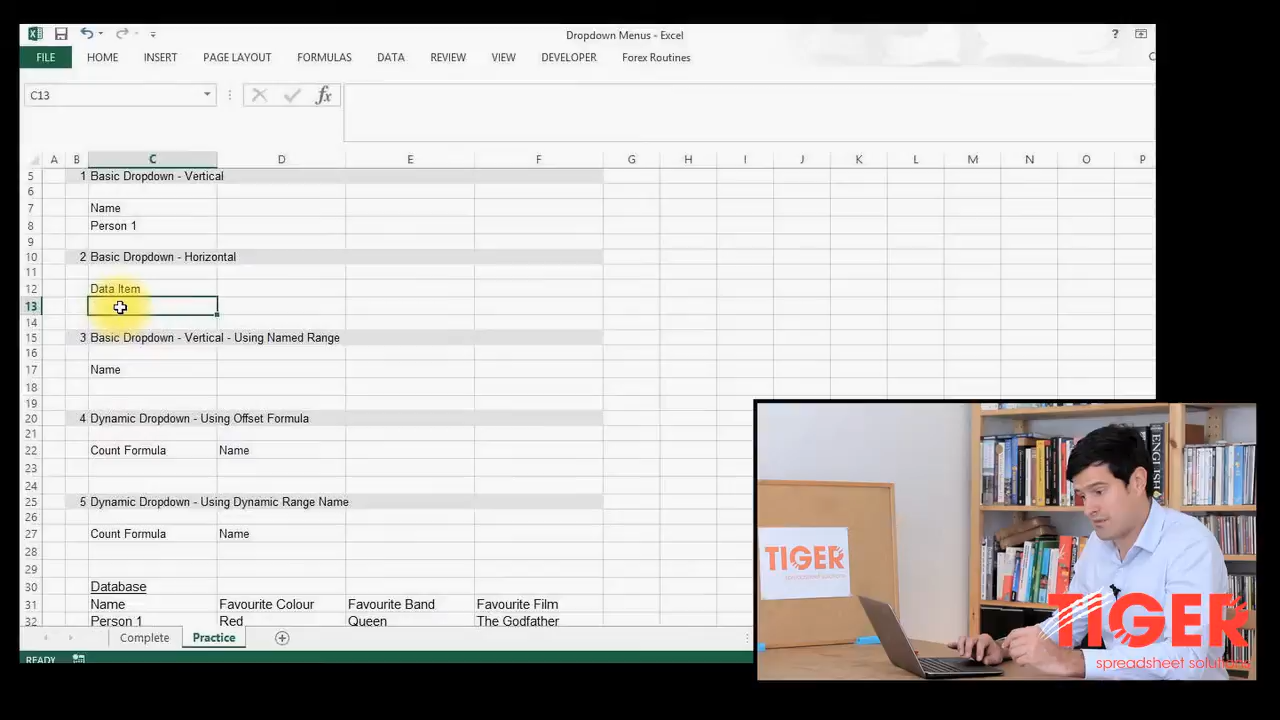 Dropdown Menus - Excel
?
FILE HOME INSERT PAGE LAYOUT FORMULAS DATA REVIEW VIEW DEVELOPER Forex Routines
C13 fx
A B C D E F G H I J K L M N O P
5 1 Basic Dropdown - Vertical
6
7 Name
8 Person 1
9
10 2 Basic Dropdown - Horizontal
11
12 Data Item
13
14
15 3 Basic Dropdown - Vertical - Using Named Range
16
17 Name
18
19
20 4 Dynamic Dropdown - Using Offset Formula
21
22 Count Formula Name
23
24
25 5 Dynamic Dropdown - Using Dynamic Range Name
26
27 Count Formula Name
28
29
30 Database
31 Name Favourite Colour Favourite Band Favourite Film
32 Person 1 Red Queen The Godfather
Complete Practice
READY
ENGLISH
TIGER
spreadsheet solutions
TIGER
spreadsheet solutions